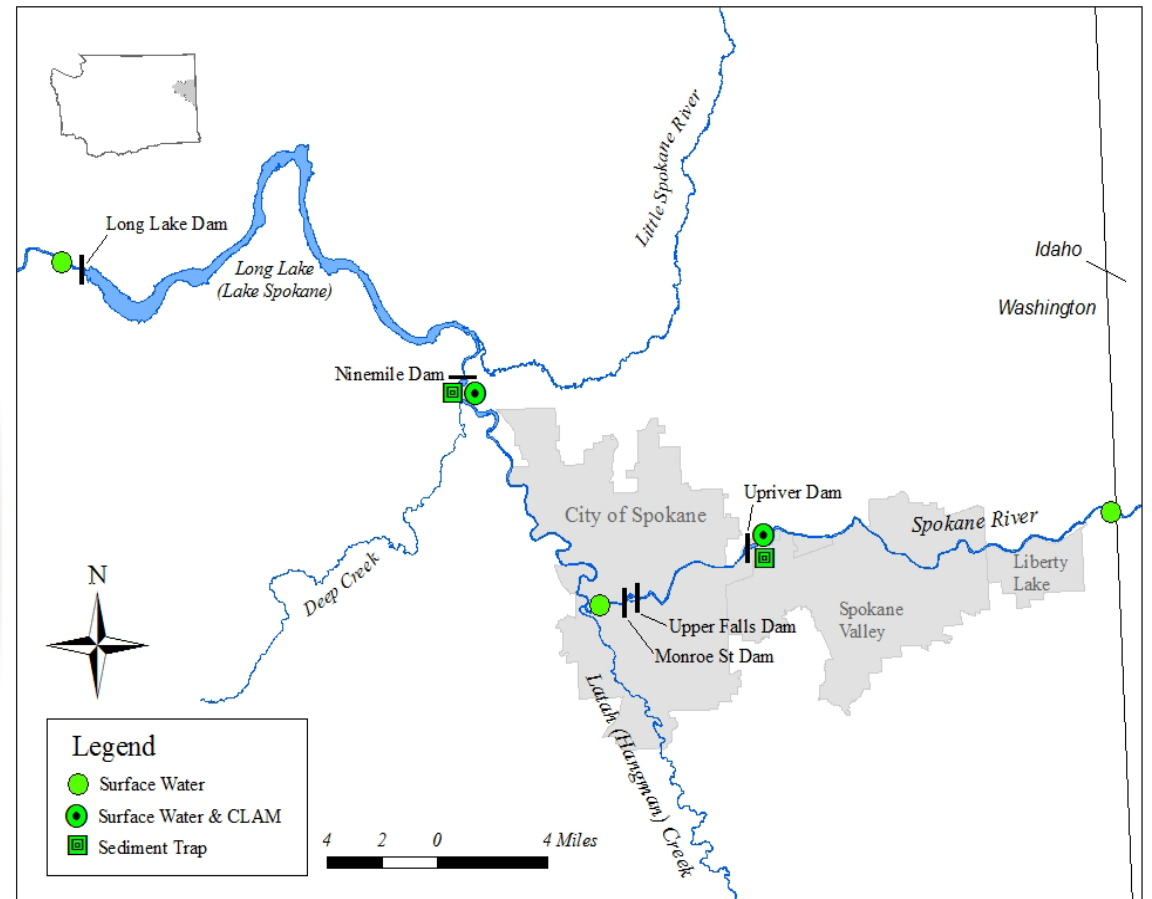 Little Spokane River
Long Lake Dam
Long Lake
(Lake Spokane)
Idaho
Washington
Ninemile Dam
Upriver Dam
City of Spokane
Spokane River
Liberty
Lake
Deep Creek
Spokane
Valley
Upper Falls Dam
Monroe St Dam
Latah (Hangman) Creek
N
Legend
Surface Water
Surface Water & CLAM
Sediment Trap
4 2 0 4 Miles